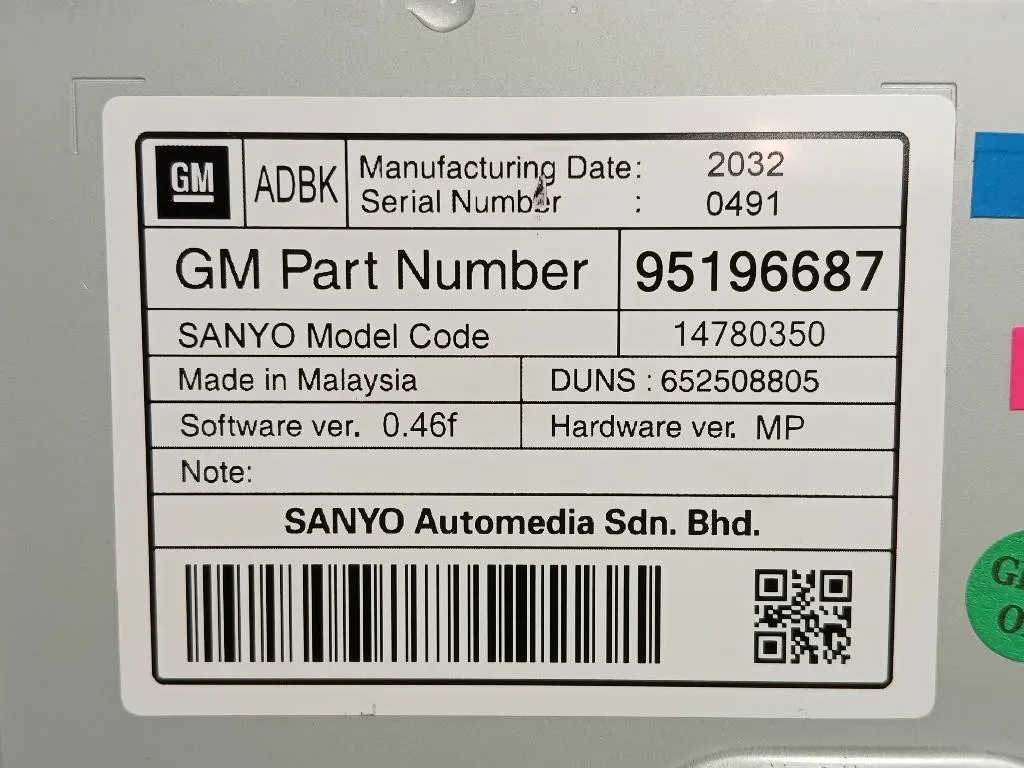 GM ADBK Manufacturing Date: 2032
Serial Number : 0491
GM Part Number 95196687
SANYO Model Code 14780350
Made in Malaysia DUNS : 652508805
Software ver. 0.46f Hardware ver. MP
Note:
SANYO Automedia Sdn. Bhd.